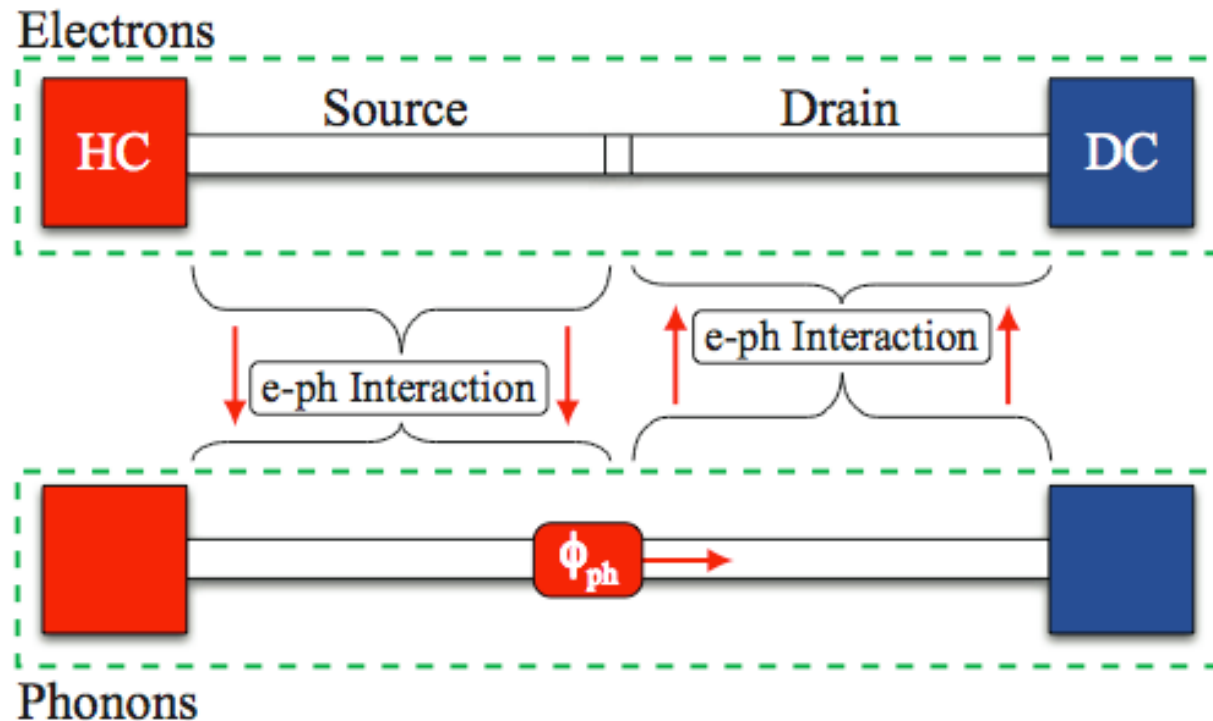 Electrons
HC
Source
Drain
DC
e-ph Interaction
e-ph Interaction
ϕph
Phonons